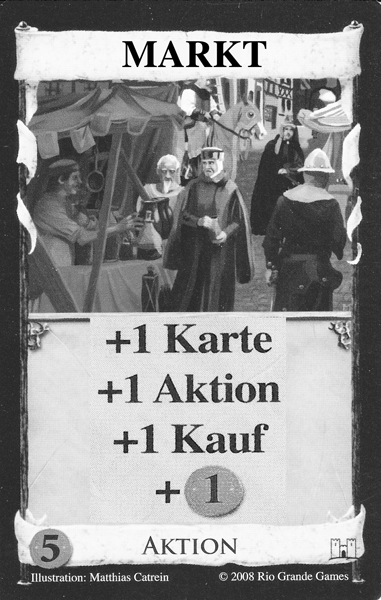 MARKT
+1 Karte
+1 Aktion
+1 Kauf
+ 1
5
AKTION
Illustration: Matthias Catrein
© 2008 Rio Grande Games